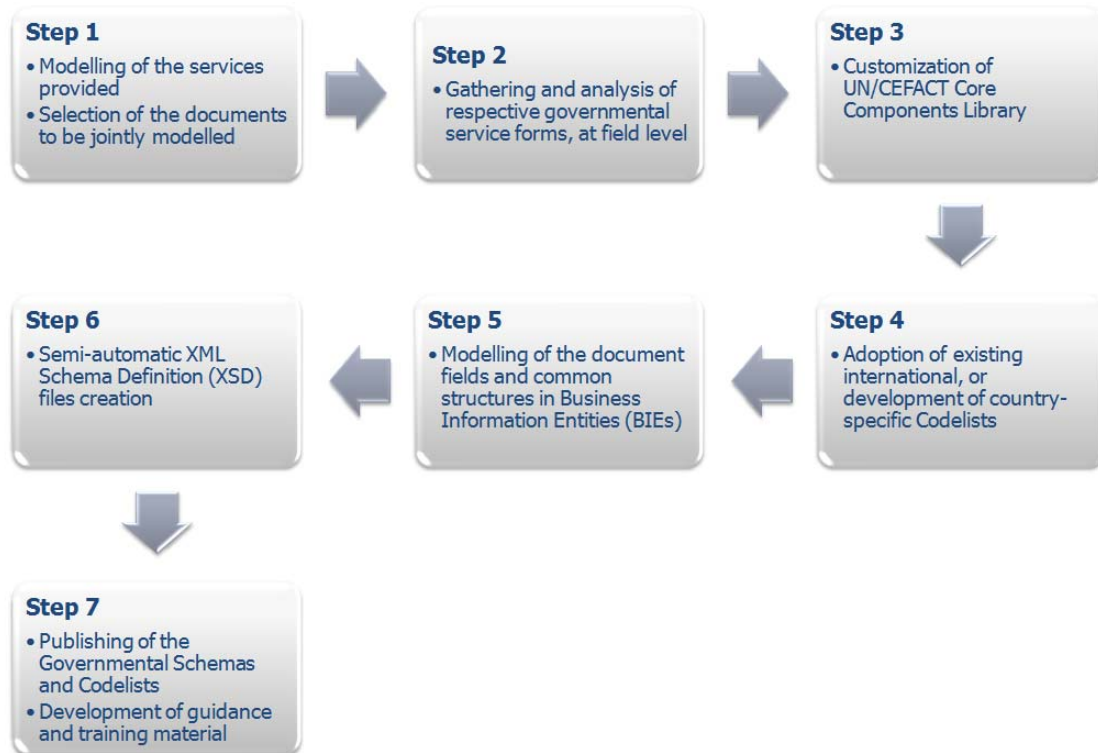 Step 1
• Modelling of the services
provided
• Selection of the documents
to be jointly modelled
Step 2
• Gathering and analysis of
respective governmental
service forms, at field level
Step 3
• Customization of
UN/CEFACT Core
Components Library
Step 4
• Adoption of existing
international, or
development of country-
specific Codelists
Step 5
• Modelling of the document
fields and common
structures in Business
Information Entities (BIEs)
Step 6
• Semi-automatic XML
Schema Definition (XSD)
files creation
Step 7
• Publishing of the
Governmental Schemas
and Codelists
• Development of guidance
and training material